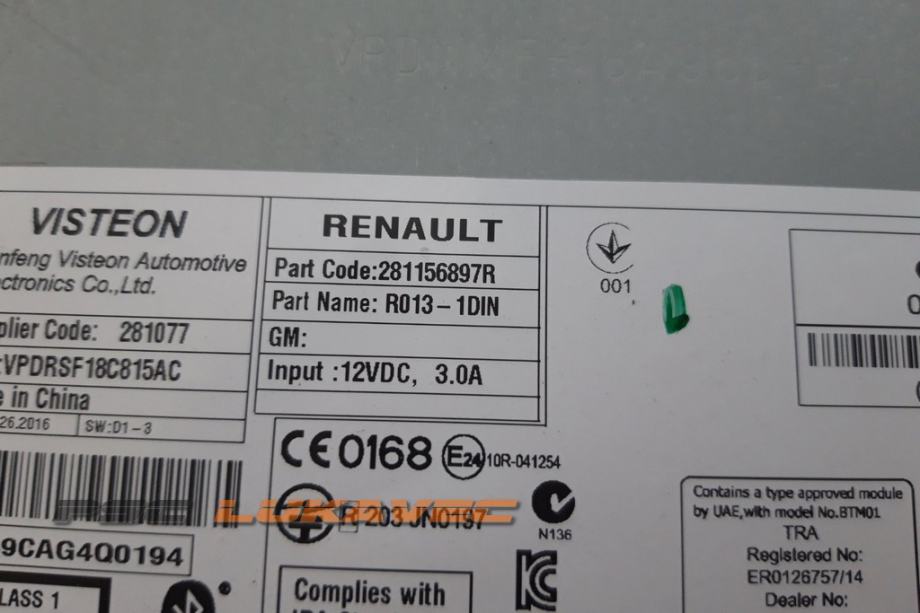 VISTEON
nfeng Visteon Automotive
ectronics Co.,Ltd.
plier Code: 281077
:VPDRSF18C815AC
e in China
26.2016 SW:D1-3
9CAG4Q0194
LASS 1
RENAULT
Part Code:281156897R
Part Name: R013-1DIN
GM:
Input :12VDC, 3.0A
CE0168 E24 10R-041254
R-203-JN0197
LUKAVEC
Complies with
001
N136
Contains a type approved module
by UAE,with model No.BTM01
TRA
Registered No:
ER0126757/14
Dealer No: